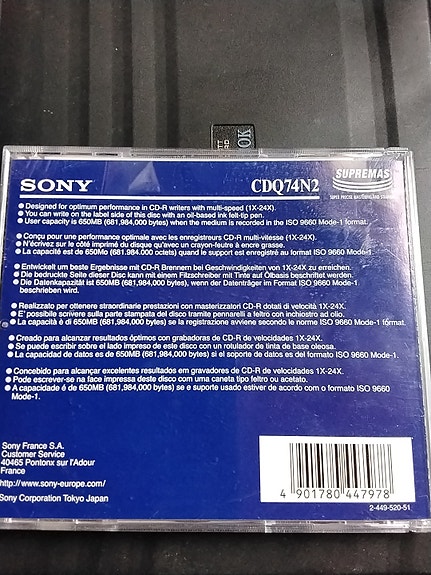 OK
SONY
CDQ74N2
SUPREMAS
● Designed for optimum performance in CD-R writers with multi-speed (1X-24X).
● You can write on the label side of this disc with an oil-based ink felt-tip pen.
● User capacity is 650MB (681,984,000 bytes) when the medium is recorded in the ISO 9660 Mode-1 format.
● Conçu pour une performance optimale avec les enregistreurs CD-R multi-vitesse (1X-24X).
● N'écrivez sur le côté imprimé du disque qu'avec un crayon-feutre à encre grasse.
● La capacité est de 650Mo (681.984.000 octets) quand le support est enregistré au format ISO 9660 Mode-1.
● Entwickelt um beste Ergebnisse mit CD-R Brennern bei Geschwindigkeiten von 1X-24X zu erreichen.
● Die bedruckte Seite dieser Disc kann mit einem Filzschreiber mit Tinte auf Ölbasis beschriftet werden.
● Die Datenkapazität ist 650MB (681,984,000 bytes), wenn der Datenträger im Format ISO 9660 Mode-1
beschrieben wird.
● Realizzato per ottenere straordinarie prestazioni con masterizzatori CD-R dotati di velocità 1X-24X.
● E' possibile scrivere sulla parte stampata del disco tramite pennarelli a feltro con inchiostro ad olio.
● La capacità è di 650MB (681,984,000 bytes) se la registrazione avviene secondo le norme ISO 9660 Mode-1 format.
● Creado para alcanzar resultados óptimos con grabadoras de CD-R de velocidades 1X-24X.
● Se puede escribir sobre el lado impreso de este disco con un rotulador de tinta de base oleosa.
● La capacidad de datos es de 650MB (681,984,000 bytes) si el soporte de datos es del formato ISO 9660 Mode-1.
● Concebido para alcançar excelentes resultados em gravadores de CD-R de velocidades 1X-24X.
● Pode escrever-se na face impressa deste disco com uma caneta tipo feltro ou acetato.
● A capacidade é de 650MB (681,984,000 bytes) se e suporte usado estiver de acordo com o formato ISO 9660
Mode-1.
Sony France S.A.
Customer Service
40465 Pontonx sur l'Adour
France
http://www.sony-europe.com/
Sony Corporation Tokyo Japan
4 901780 447978
2-449-520-51